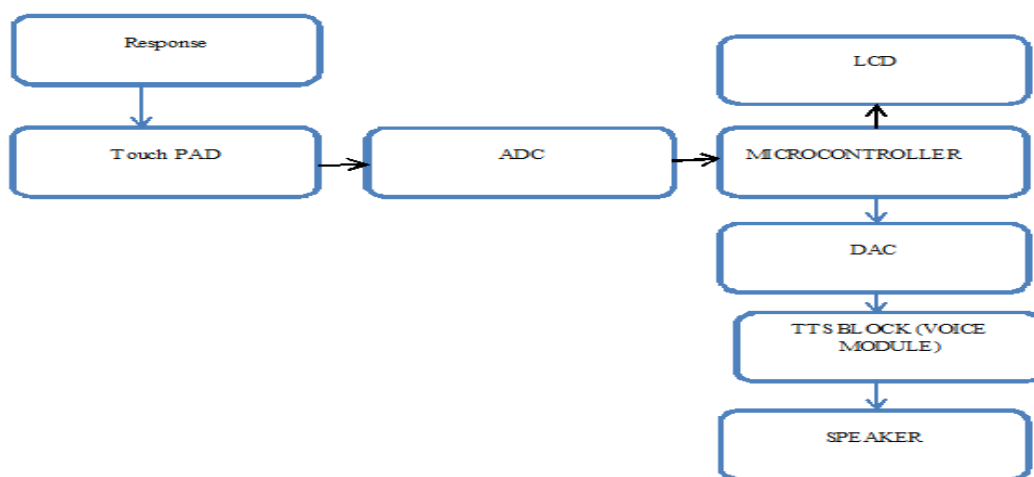 Response
LCD
Touch PAD
ADC
MICROCONTROLLER
DAC
TTS BLOCK (VOICE
MODULE)
SPEAKER